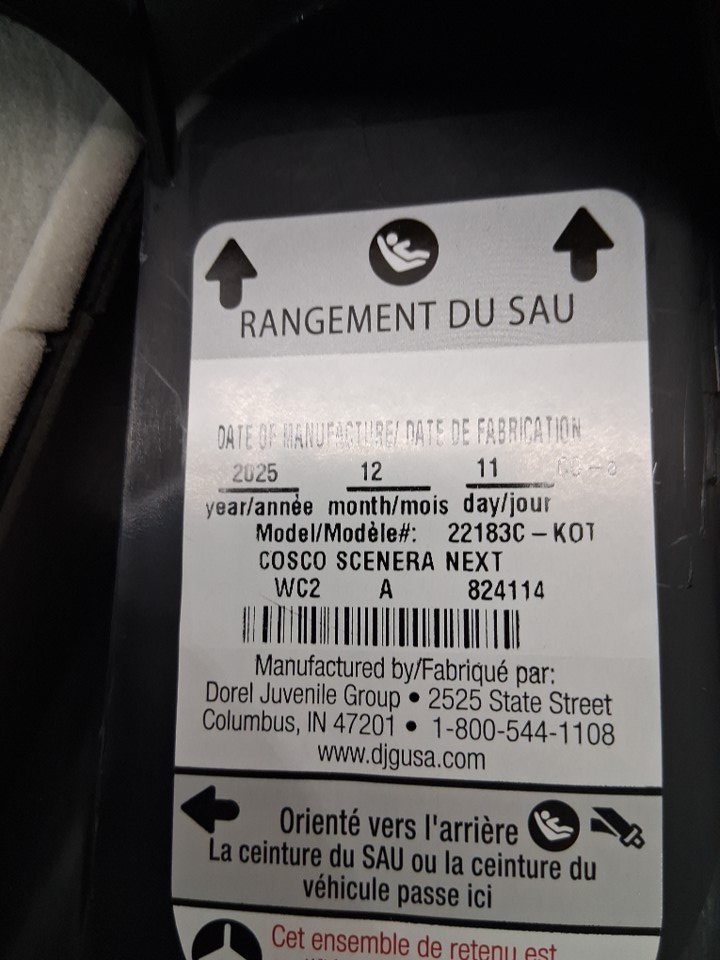 RANGEMENT DU SAU
DATE OF MANUFACTURE/ DATE DE FABRICATION
2025 12 11
year/année month/mois day/jour
Model/Modèle#: 22183C-KOT
COSCO SCENERA NEXT
WC2 A 824114
Manufactured by/Fabriqué par:
Dorel Juvenile Group • 2525 State Street
Columbus, IN 47201 • 1-800-544-1108
www.djgusa.com
Orienté vers l'arrière
La ceinture du SAU ou la ceinture du
véhicule passe ici
Cet ensemble de retenu est